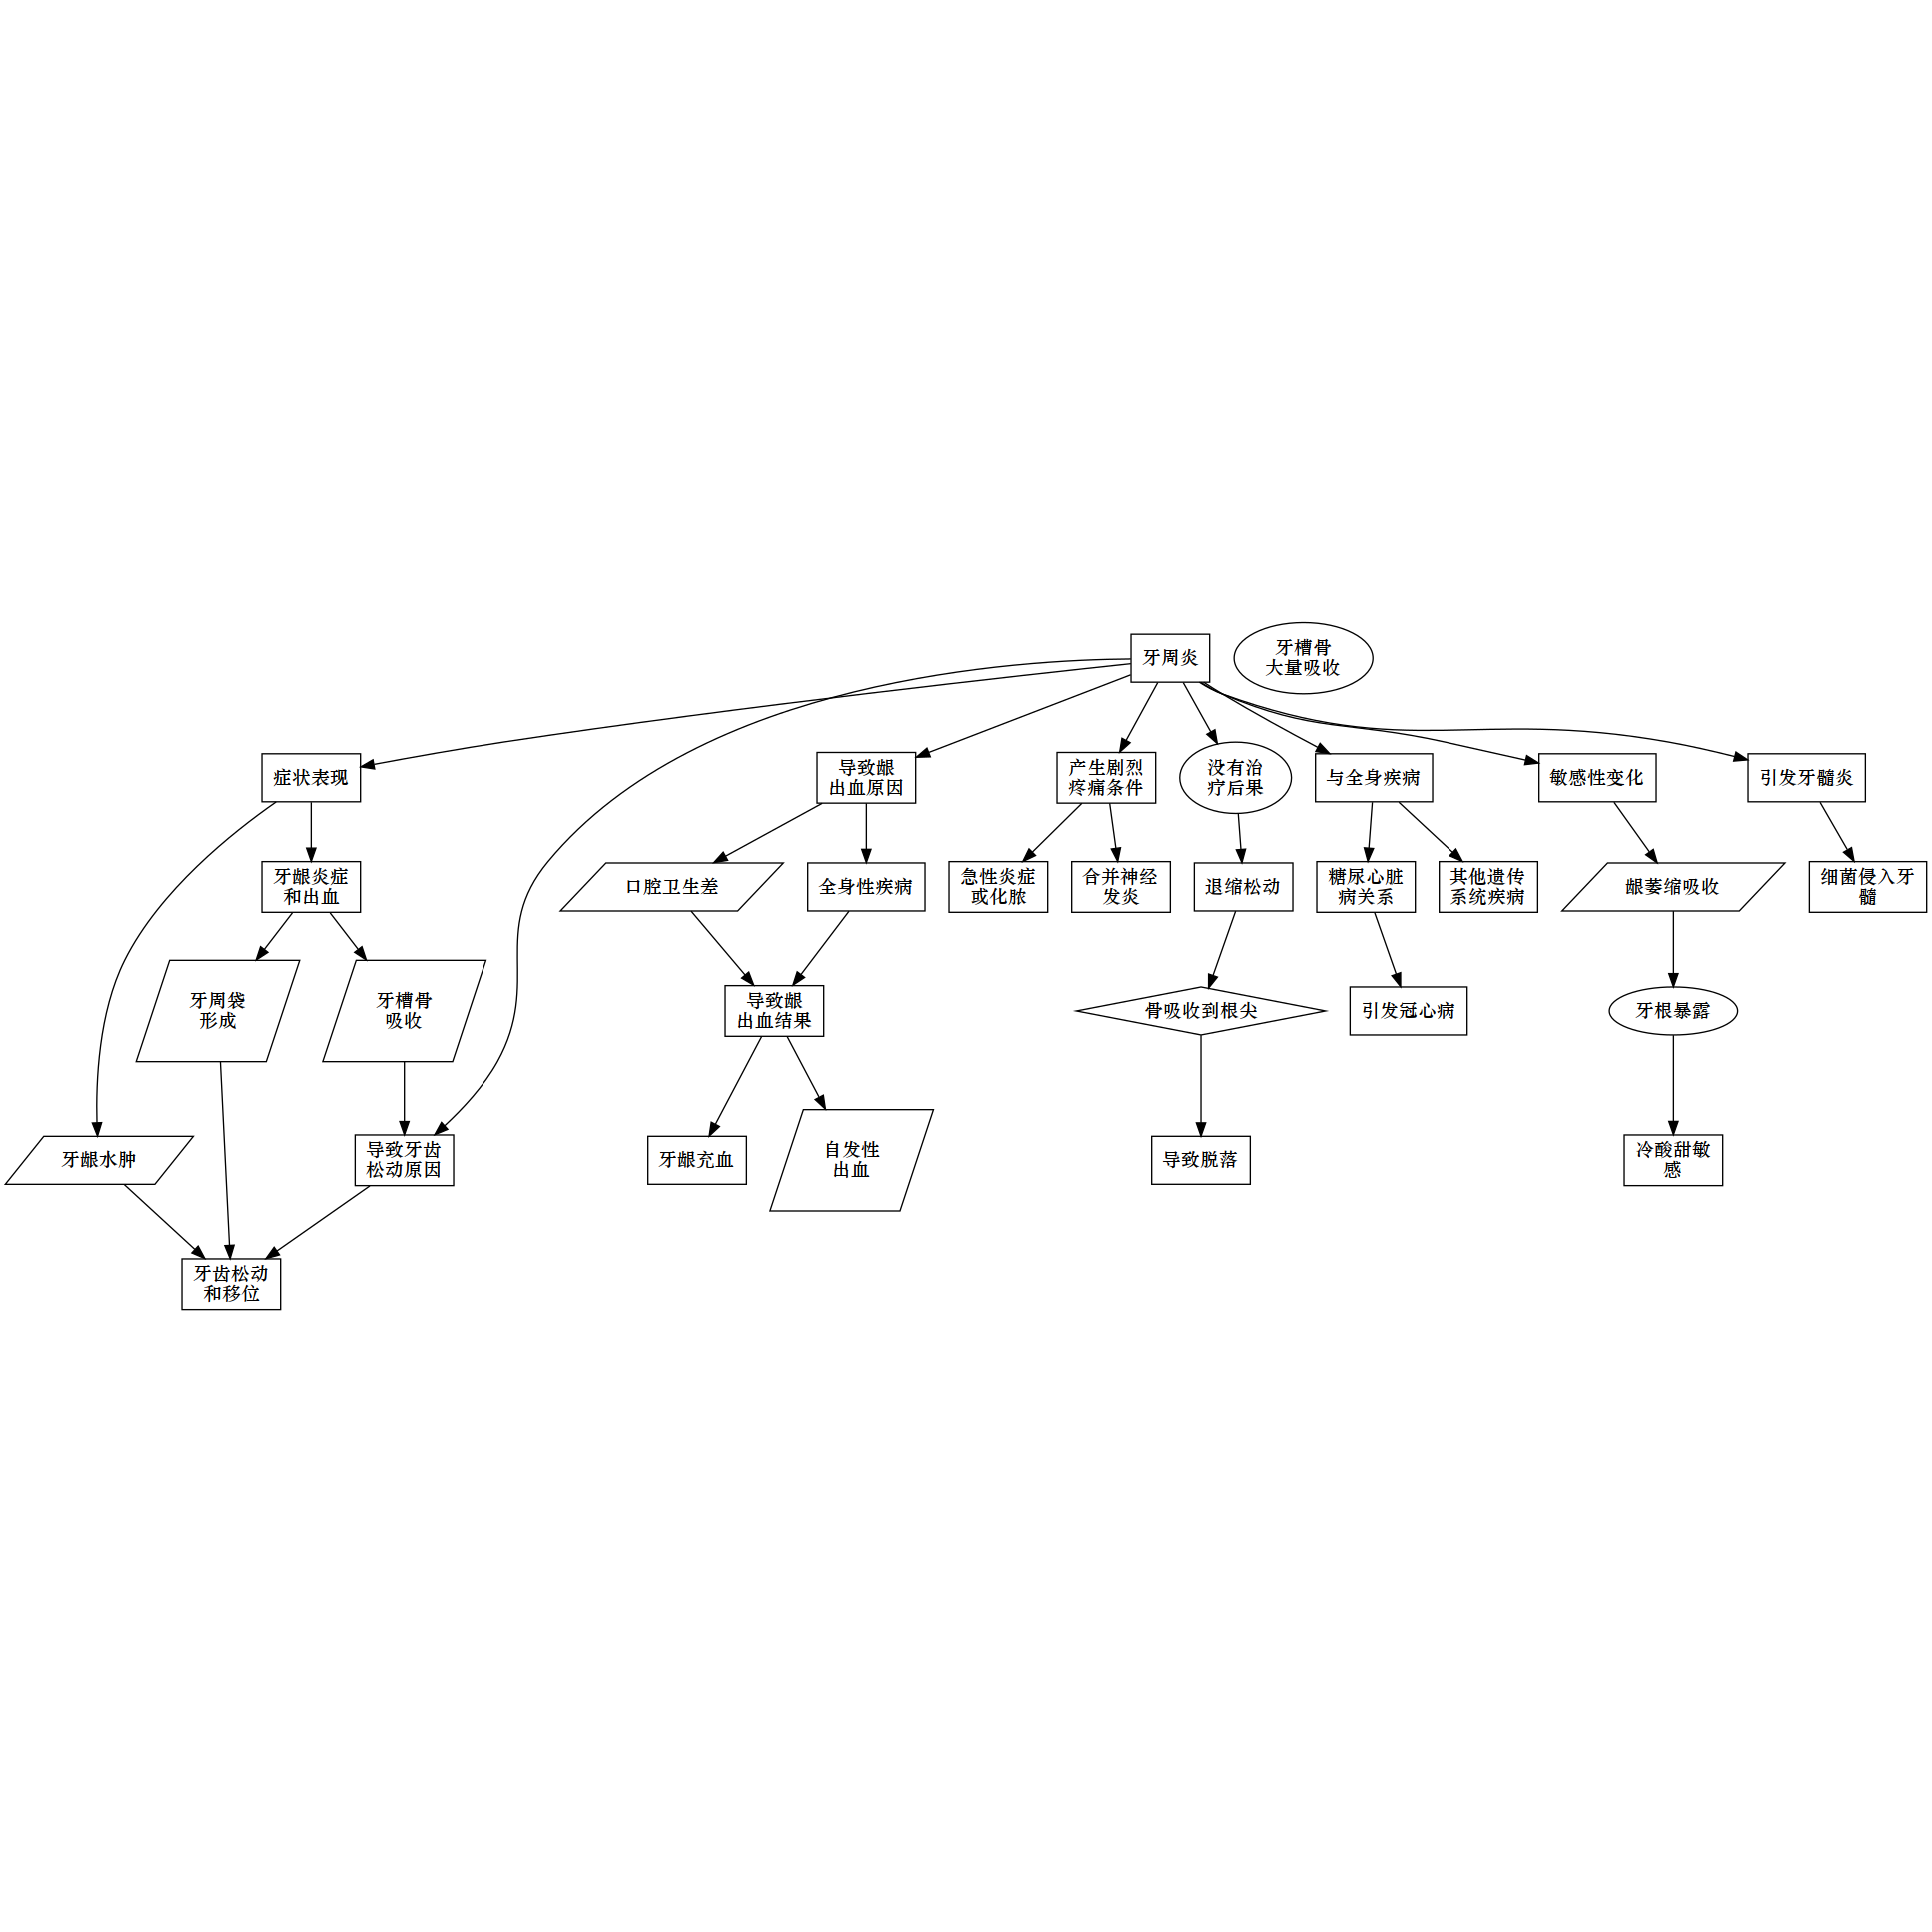 牙周炎
牙槽骨
大量吸收
症状表现
导致龈
出血原因
产生剧烈
疼痛条件
没有治
疗后果
与全身疾病
敏感性变化
引发牙髓炎
牙龈炎症
和出血
口腔卫生差
全身性疾病
急性炎症
或化脓
合并神经
发炎
退缩松动
糖尿心脏
病关系
其他遗传
系统疾病
龈萎缩吸收
细菌侵入牙
髓
牙周袋
形成
牙槽骨
吸收
导致龈
出血结果
骨吸收到根尖
引发冠心病
牙根暴露
牙龈水肿
导致牙齿
松动原因
牙龈充血
自发性
出血
导致脱落
冷酸甜敏
感
牙齿松动
和移位